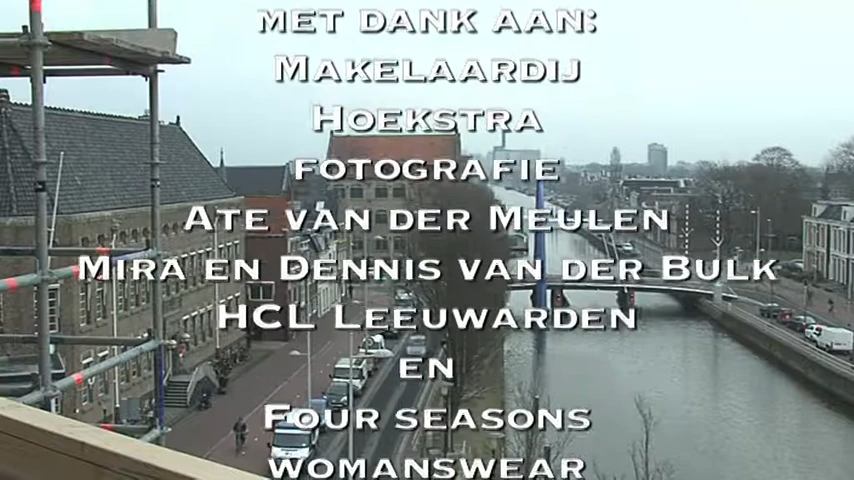 MET DANK AAN:
MAKELAARDIJ
HOEKSTRA
FOTOGRAFIE
ATE VAN DER MEULEN
MIRA EN DENNIS VAN DER BULK
HCL LEEUWARDEN
EN
FOUR SEASONS
WOMANSWEAR